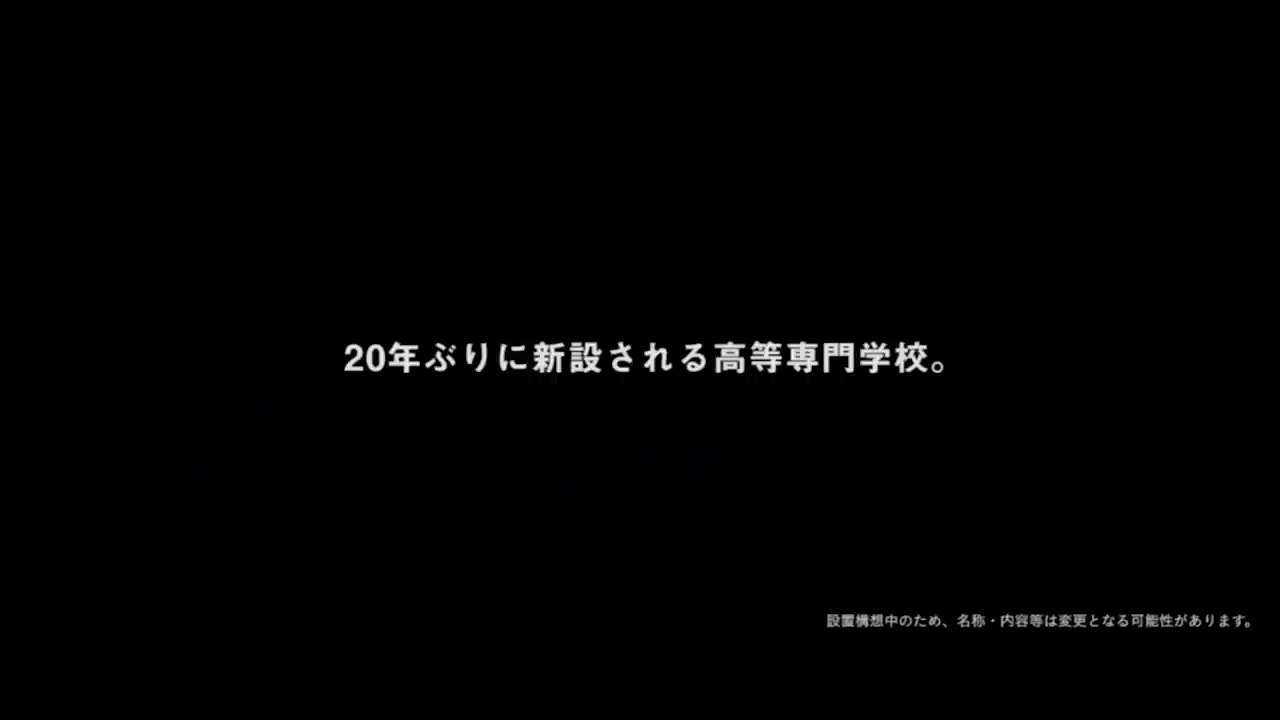 20年ぶりに新設される高等専門学校。
設置構想中のため、名称・内容等は変更となる可能性があります。